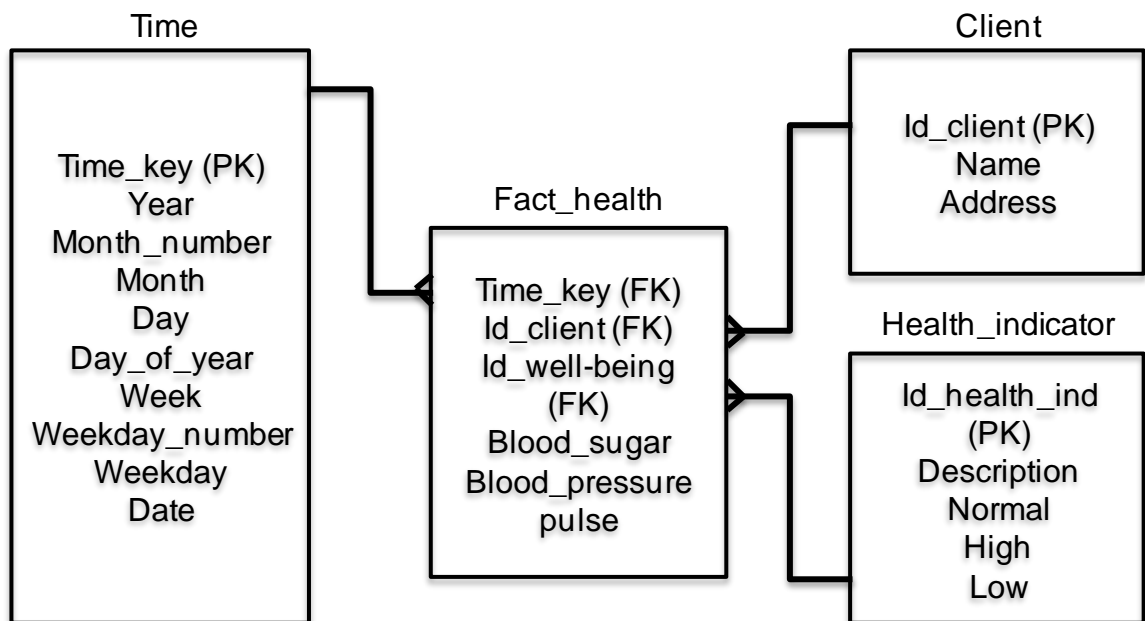 Time
Time_key (PK)
Year
Month_number
Month
Day
Day_of_year
Week
Weekday_number
Weekday
Date
Fact_health
Time_key (FK)
Id_client (FK)
Id_well-being
(FK)
Blood_sugar
Blood_pressure
pulse
Client
Id_client (PK)
Name
Address
Health_indicator
Id_health_ind
(PK)
Description
Normal
High
Low